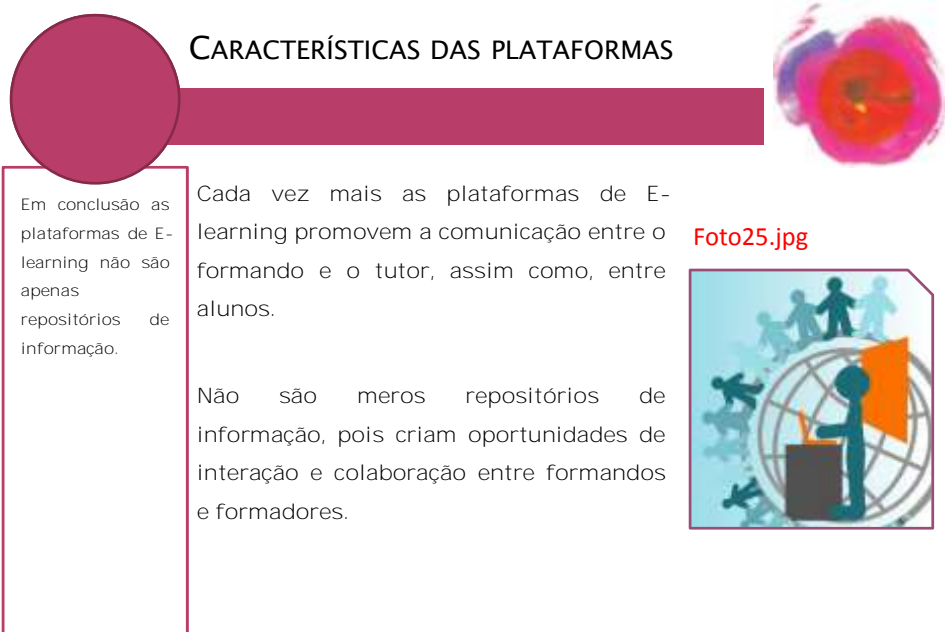 CARACTERÍSTICAS DAS PLATAFORMAS
Em conclusão as
plataformas de E-
learning não são
apenas
repositórios de
informação.
Cada vez mais as plataformas de E-
learning promovem a comunicação entre o
formando e o tutor, assim como, entre
alunos.
Não são meros repositórios de
informação, pois criam oportunidades de
interação e colaboração entre formandos
e formadores.
Foto25.jpg